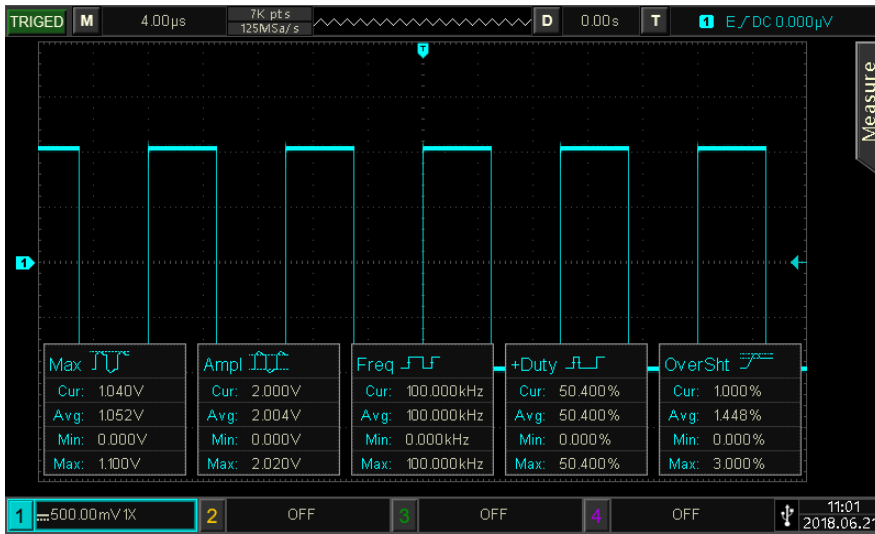 TRIGED M 4.00μs 7K pts D 0.00s T 1 E DC 0.000μV
125MSa/s
T
Measure
1
Max Ampl Freq +Duty OverSht
Cur: 1.040V Cur: 2.000V Cur: 100.000kHz Cur: 50.400% Cur: 1.000%
Avg: 1.052V Avg: 2.004V Avg: 100.000kHz Avg: 50.400% Avg: 1.448%
Min: 0.000V Min: 0.000V Min: 0.000kHz Min: 0.000% Min: 0.000%
Max: 1.100V Max: 2.020V Max: 100.000kHz Max: 50.400% Max: 3.000%
1 500.00mV 1X 2 OFF 3 OFF 4 OFF 11:01
2018.06.21